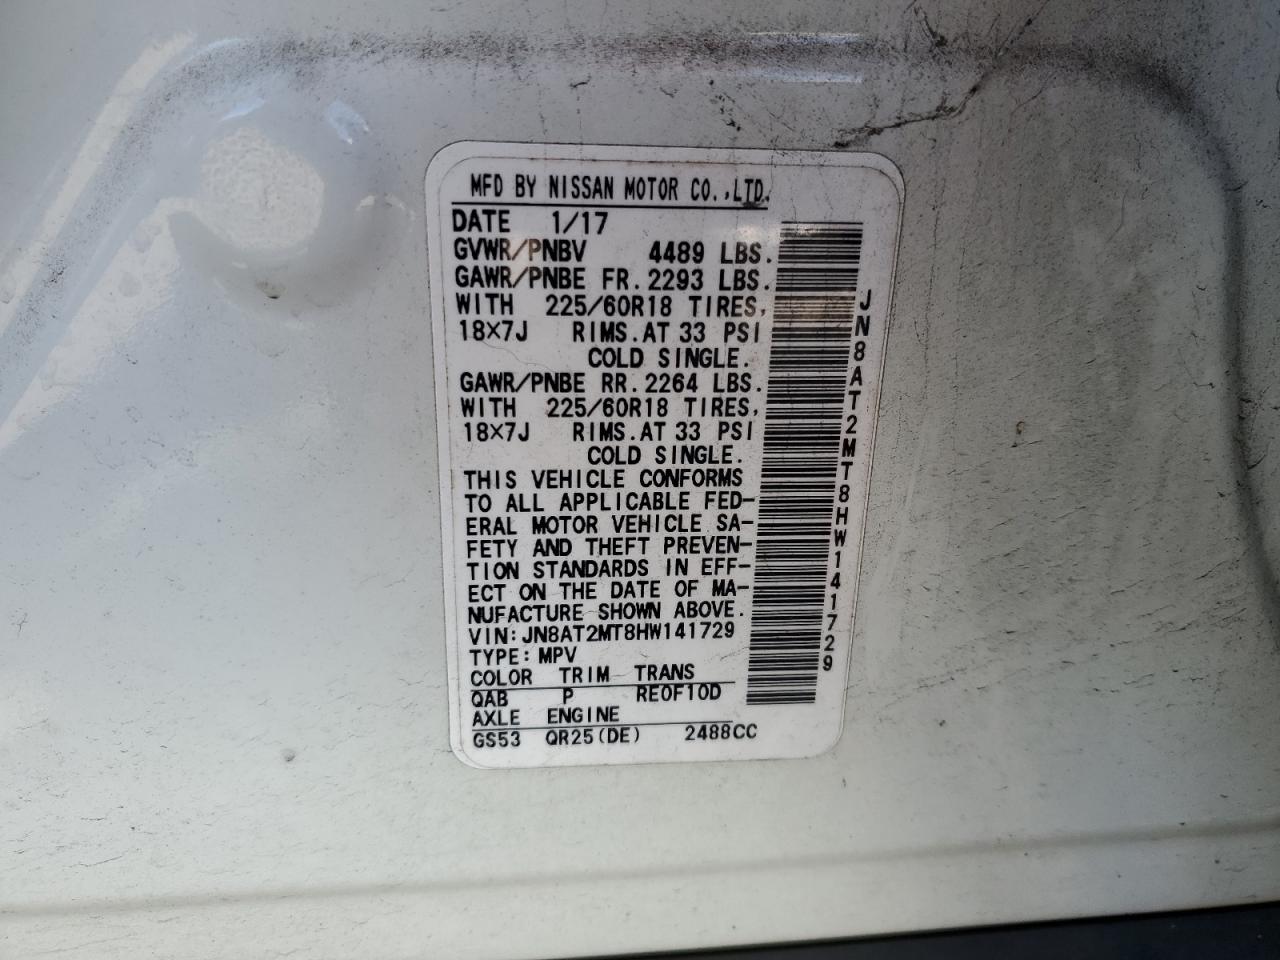 MFD BY NISSAN MOTOR CO.,LTD.
DATE 1/17
GVWR/PNBV 4489 LBS.
GAWR/PNBE FR. 2293 LBS.
WITH 225/60R18 TIRES,
18×7J RIMS. AT 33 PSI
COLD SINGLE.
GAWR/PNBE RR. 2264 LBS.
WITH 225/60R18 TIRES,
18×7J RIMS. AT 33 PSI
COLD SINGLE.
THIS VEHICLE CONFORMS
TO ALL APPLICABLE FED-
ERAL MOTOR VEHICLE SA-
FETY AND THEFT PREVEN-
TION STANDARDS IN EFF-
ECT ON THE DATE OF MA-
NUFACTURE SHOWN ABOVE.
VIN: JN8AT2MT8HW141729
TYPE: MPV
COLOR TRIM TRANS
QAB P RE0F10D
AXLE ENGINE
GS53 QR25(DE) 2488CC
JN8AT2MT8HW141729